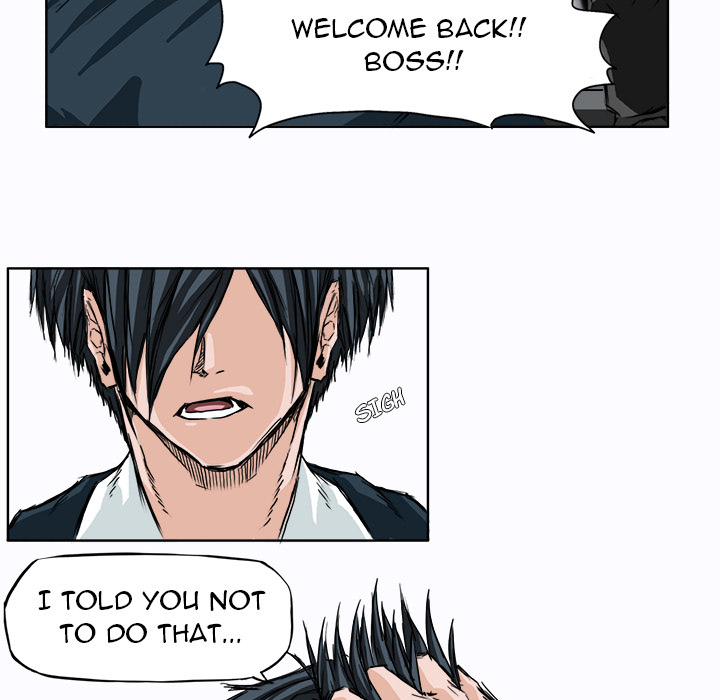 WELCOME BACK!!
BOSS!!
SIGH
I TOLD YOU NOT
TO DO THAT...